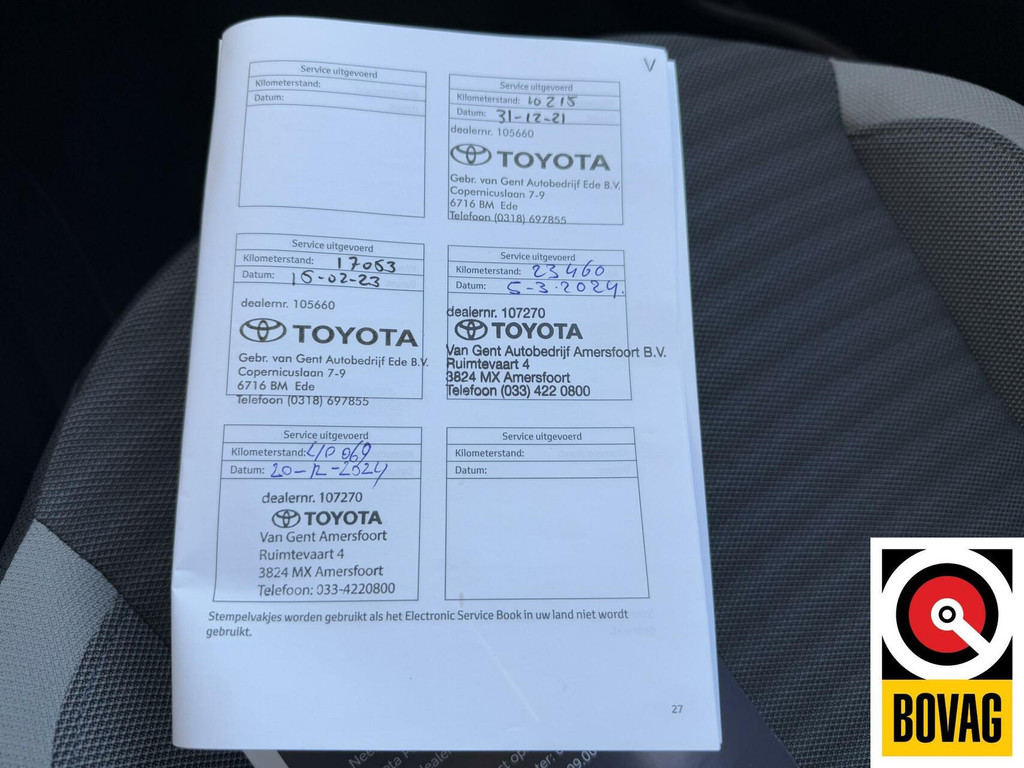 V
Service uitgevoerd
Kilometerstand:
Datum:
Service uitgevoerd
Kilometerstand: 10215
Datum: 31-12-21
dealernr. 105660
TOYOTA
Gebr. van Gent Autobedrijf Ede B.V.
Copernicuslaan 7-9
6716 BM Ede
Telefoon (0318) 697855
Service uitgevoerd
Kilometerstand: 17053
Datum: 15-02-23
dealernr. 105660
TOYOTA
Gebr. van Gent Autobedrijf Ede B.V.
Copernicuslaan 7-9
6716 BM Ede
Telefoon (0318) 697855
Service uitgevoerd
Kilometerstand: 23460
Datum: 5-3-2024.
dealernr. 107270
TOYOTA
Van Gent Autobedrijf Amersfoort B.V.
Ruimtevaart 4
3824 MX Amersfoort
Telefoon (033) 422 0800
Service uitgevoerd
Kilometerstand: 40069
Datum: 20-12-2024
dealernr. 107270
TOYOTA
Van Gent Amersfoort
Ruimtevaart 4
3824 MX Amersfoort
Telefoon: 033-4220800
Service uitgevoerd
Kilometerstand:
Datum:
Stempelvakjes worden gebruikt als het Electronic Service Book in uw land niet wordt
gebruikt.
27
BOVAG